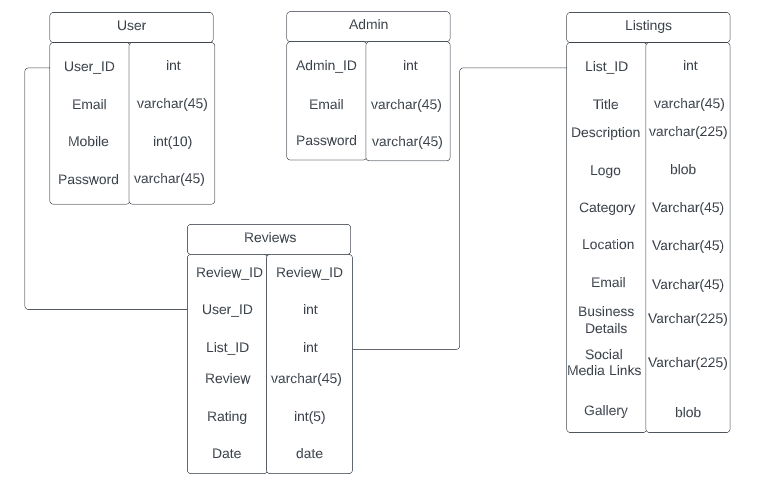 User
User_ID int
Email varchar(45)
Mobile int(10)
Password varchar(45)
Admin
Admin_ID int
Email varchar(45)
Password varchar(45)
Listings
List_ID int
Title varchar(45)
Description varchar(225)
Logo blob
Category Varchar(45)
Location Varchar(45)
Email Varchar(45)
Business
Details Varchar(225)
Social
Media Links Varchar(225)
Gallery blob
Reviews
Review_ID Review_ID
User_ID int
List_ID int
Review varchar(45)
Rating int(5)
Date date